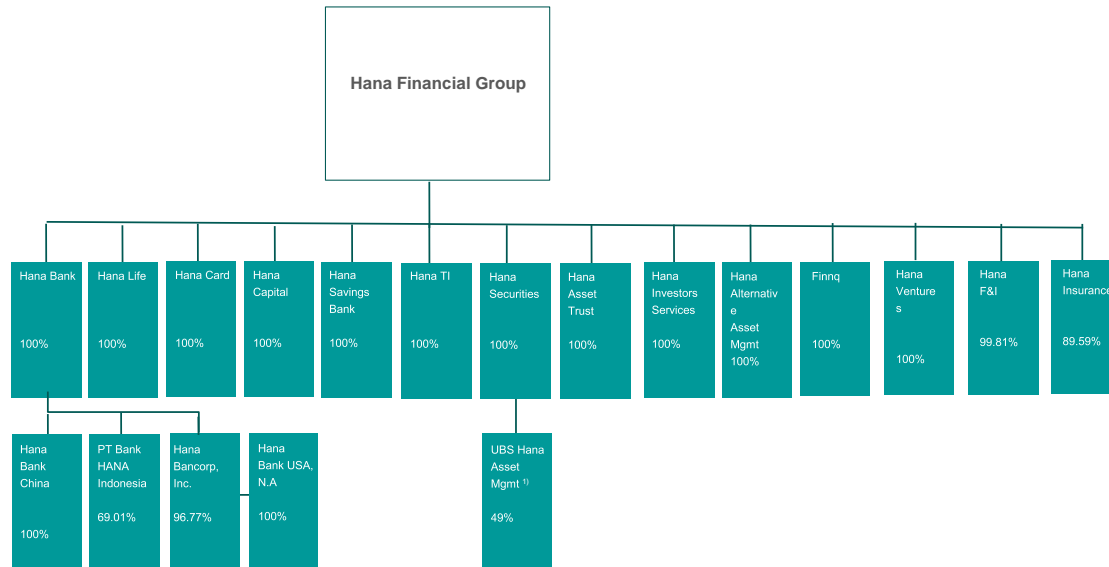 Hana Financial Group
Hana Bank
100%
Hana Life
100%
Hana Card
100%
Hana
Capital
100%
Hana
Savings
Bank
100%
Hana TI
100%
Hana
Securities
100%
Hana
Asset
Trust
100%
Hana
Investors
Services
100%
Hana
Alternativ
e
Asset
Mgmt
100%
Finnq
100%
Hana
Venture
s
100%
Hana
F&I
99.81%
Hana
Insurance
89.59%
Hana
Bank
China
100%
PT Bank
HANA
Indonesia
69.01%
Hana
Bancorp,
Inc.
96.77%
Hana
Bank USA,
N.A
100%
UBS Hana
Asset
Mgmt ¹⁾
49%